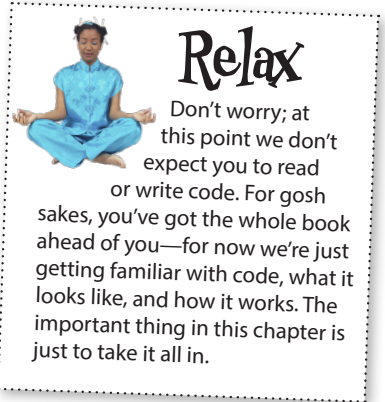 Relax
Don’t worry; at
this point we don’t
expect you to read
or write code. For gosh
sakes, you’ve got the whole book
ahead of you—for now we’re just
getting familiar with code, what it
looks like, and how it works. The
important thing in this chapter is
just to take it all in.